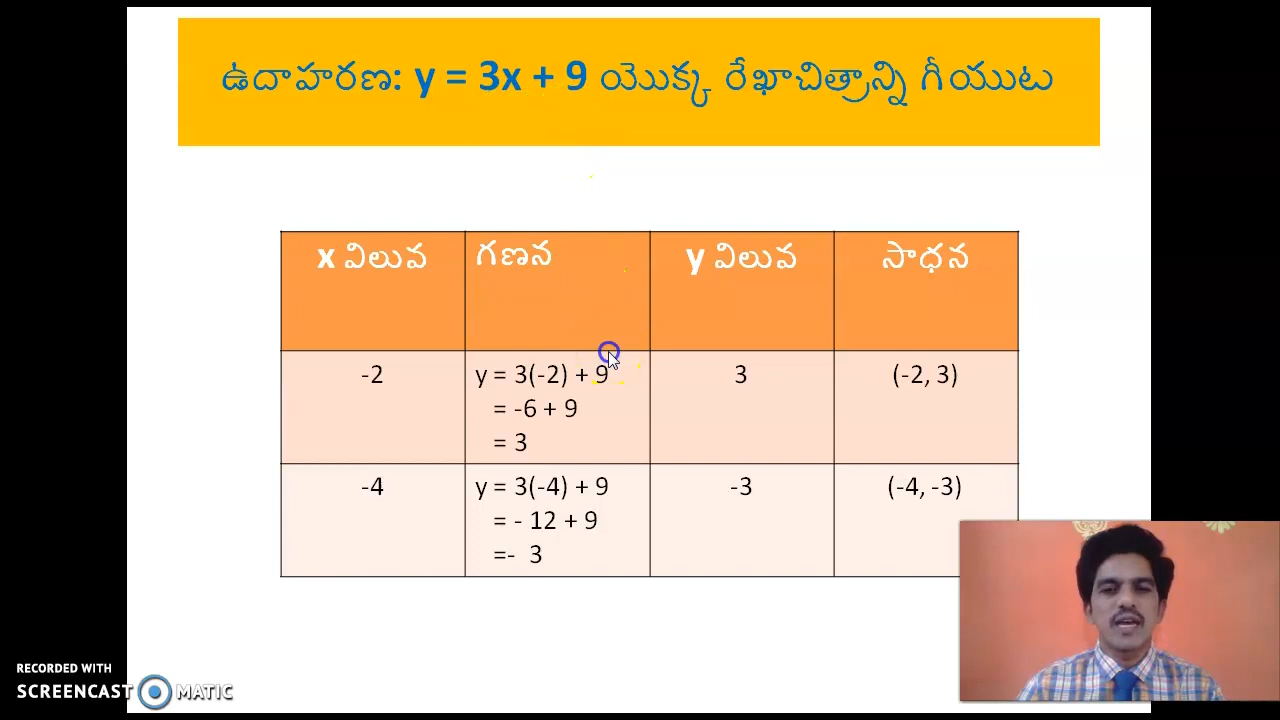 ఉదాహరణ: y = 3x + 9 యొక్క రేఖాచిత్రాన్ని గీయుట
x విలువ గణన y విలువ సాధన
-2 y = 3(-2) + 9 3 (-2, 3)
= -6 + 9
= 3
-4 y = 3(-4) + 9 -3 (-4, -3)
= - 12 + 9
=- 3
RECORDED WITH
SCREENCAST MATIC